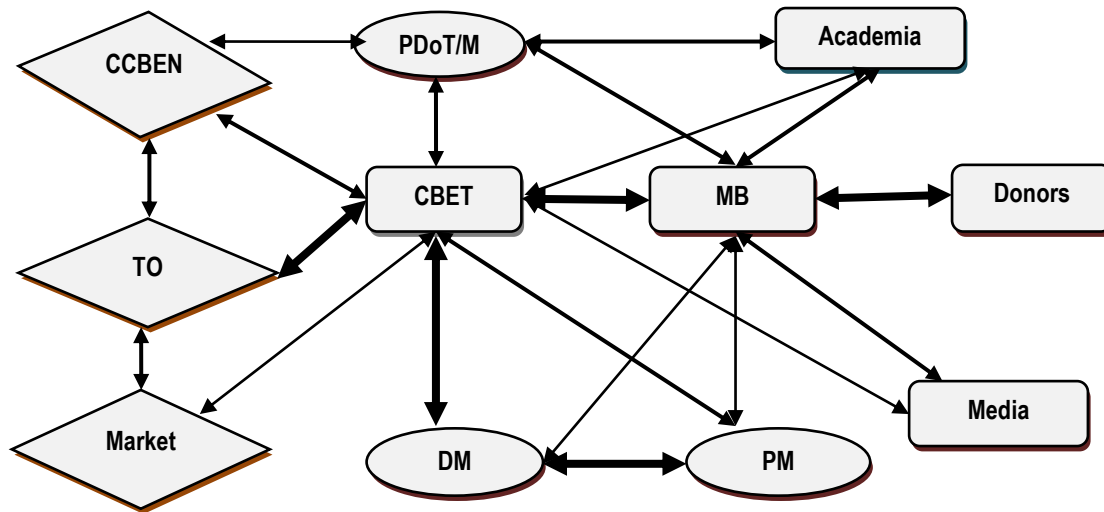 CCBEN
PDoT/M
Academia
CBET
MB
Donors
TO
Market
DM
PM
Media